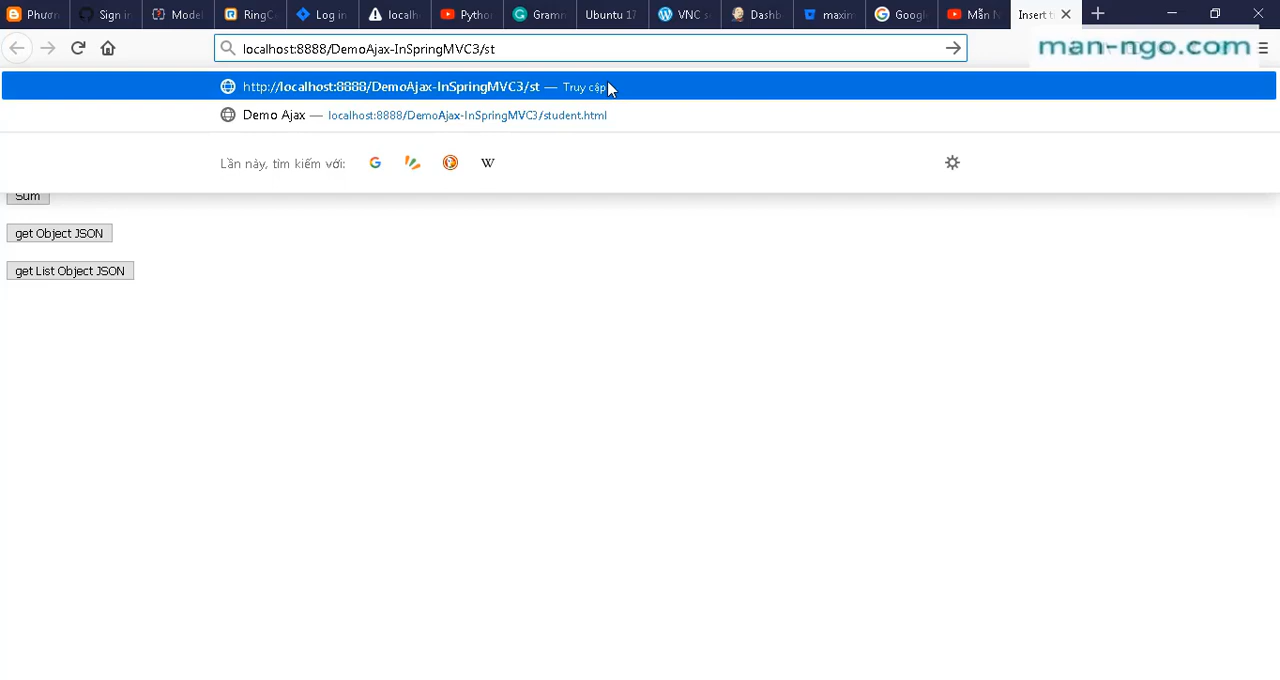 Phươn
Sign in
Model
RingC
Log in
localh
Pytho
Gramn
Ubuntu 17
VNC s
Dashb
maxim
Googl
Mẫn N
Insert t
localhost:8888/DemoAjax-InSpringMVC3/st
man-ngo.com
http://localhost:8888/DemoAjax-InSpringMVC3/st — Truy cập
Demo Ajax — localhost:8888/DemoAjax-InSpringMVC3/student.html
Lần này, tìm kiếm với: G W
Sum
get Object JSON
get List Object JSON